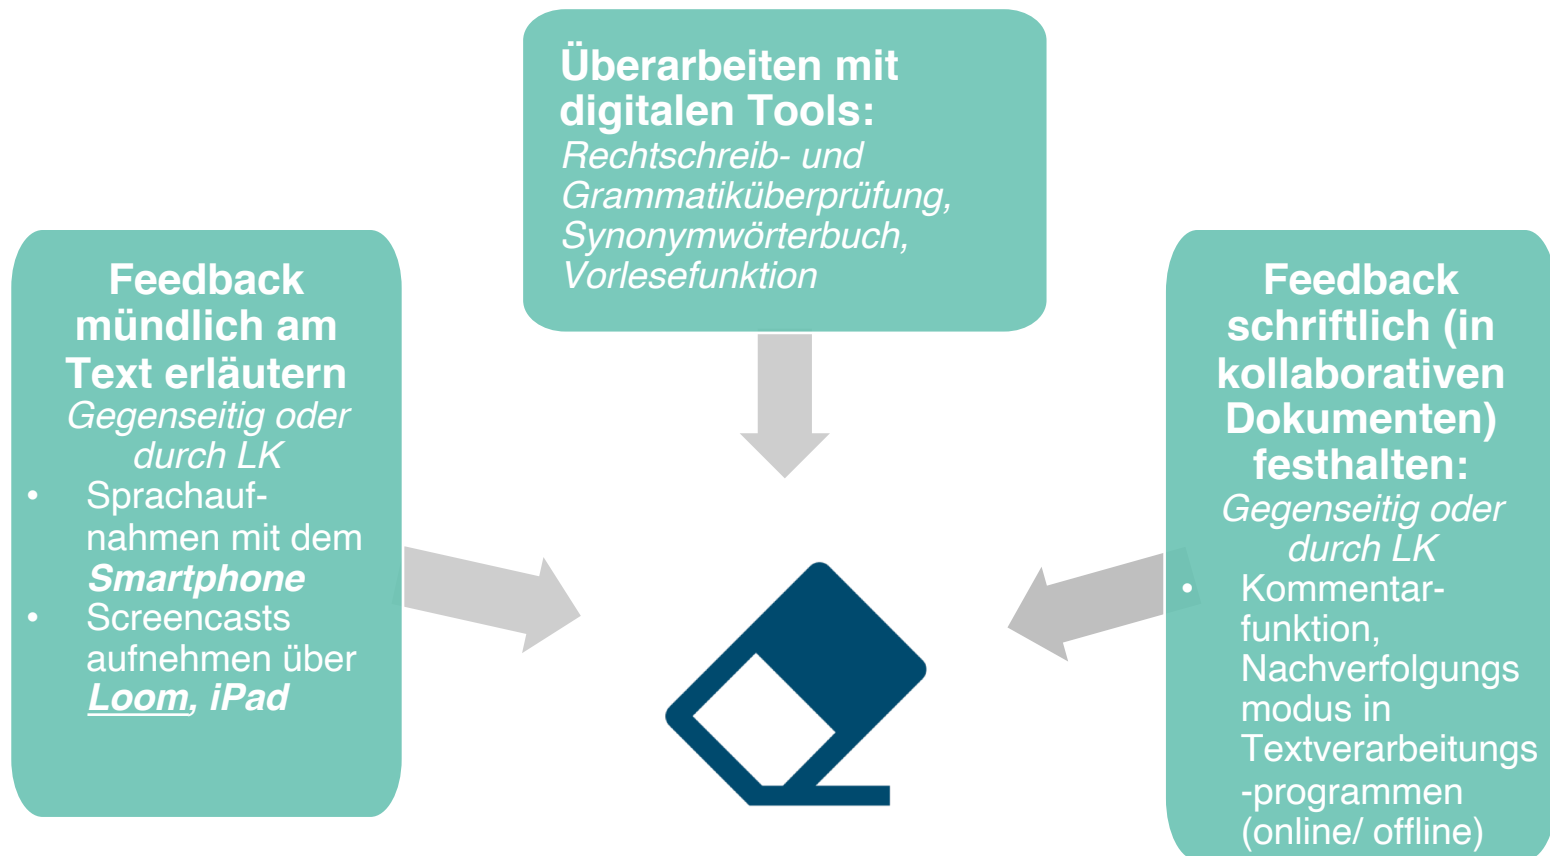 Überarbeiten mit
digitalen Tools:
Rechtschreib- und
Grammatiküberprüfung,
Synonymwörterbuch,
Vorlesefunktion
Feedback
mündlich am
Text erläutern
Gegenseitig oder
durch LK
• Sprachauf-
nahmen mit dem
Smartphone
• Screencasts
aufnehmen über
Loom, iPad
Feedback
schriftlich (in
kollaborativen
Dokumenten)
festhalten:
Gegenseitig oder
durch LK
• Kommentar-
funktion,
Nachverfolgungs
modus in
Textverarbeitungs
-programmen
(online/ offline)